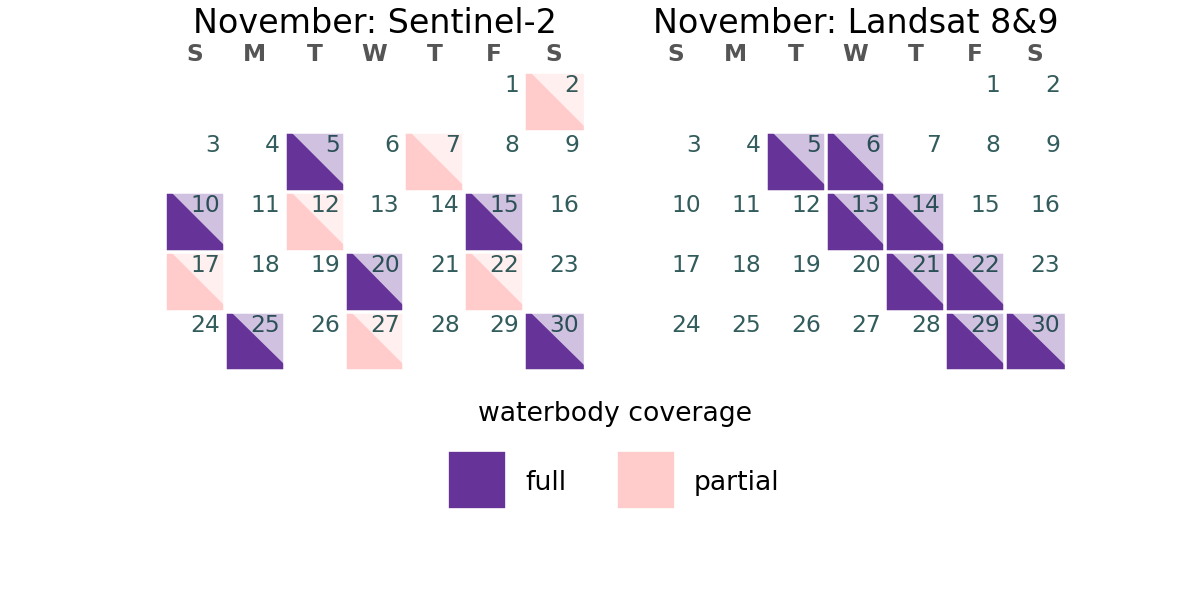 November: Sentinel-2
S M T W T F S
1 2
3 4 5 6 7 8 9
10 11 12 13 14 15 16
17 18 19 20 21 22 23
24 25 26 27 28 29 30
November: Landsat 8&9
S M T W T F S
1 2
3 4 5 6 7 8 9
10 11 12 13 14 15 16
17 18 19 20 21 22 23
24 25 26 27 28 29 30
waterbody coverage
full partial